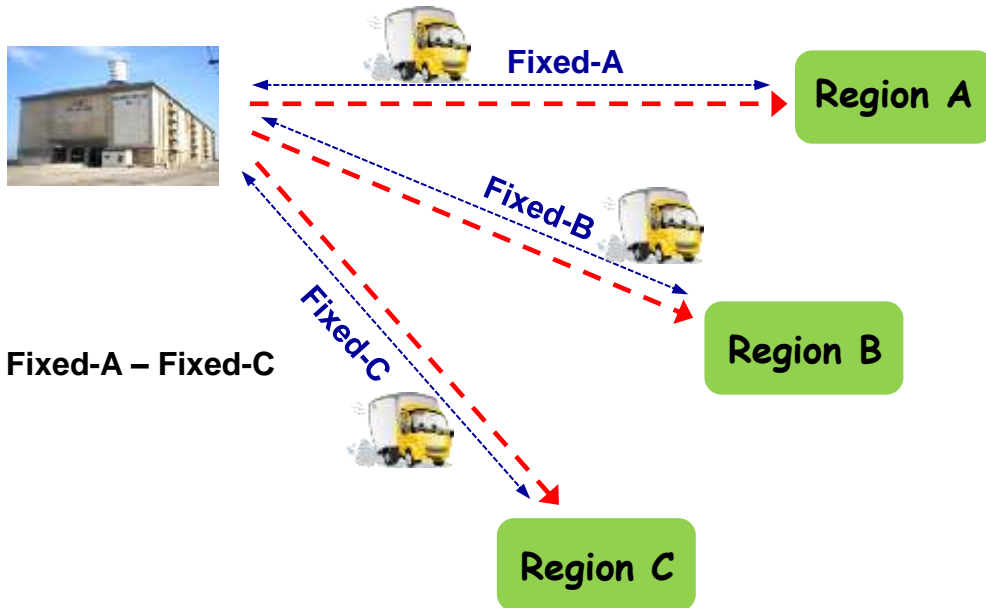 Fixed-A
Region A
Fixed-B
Region B
Fixed-C
Fixed-A – Fixed-C
Region C